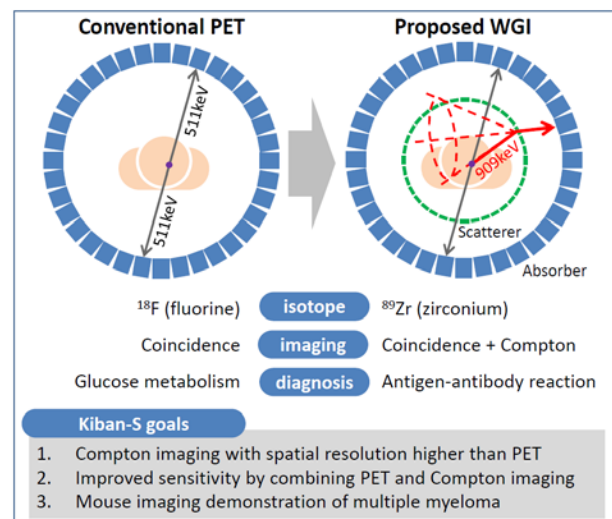 Conventional PET
Proposed WGI
511keV
511keV
909keV
Scatterer
Absorber
¹⁸F (fluorine) isotope ⁸⁹Zr (zirconium)
Coincidence imaging Coincidence + Compton
Glucose metabolism diagnosis Antigen-antibody reaction
Kiban-S goals
1. Compton imaging with spatial resolution higher than PET
2. Improved sensitivity by combining PET and Compton imaging
3. Mouse imaging demonstration of multiple myeloma